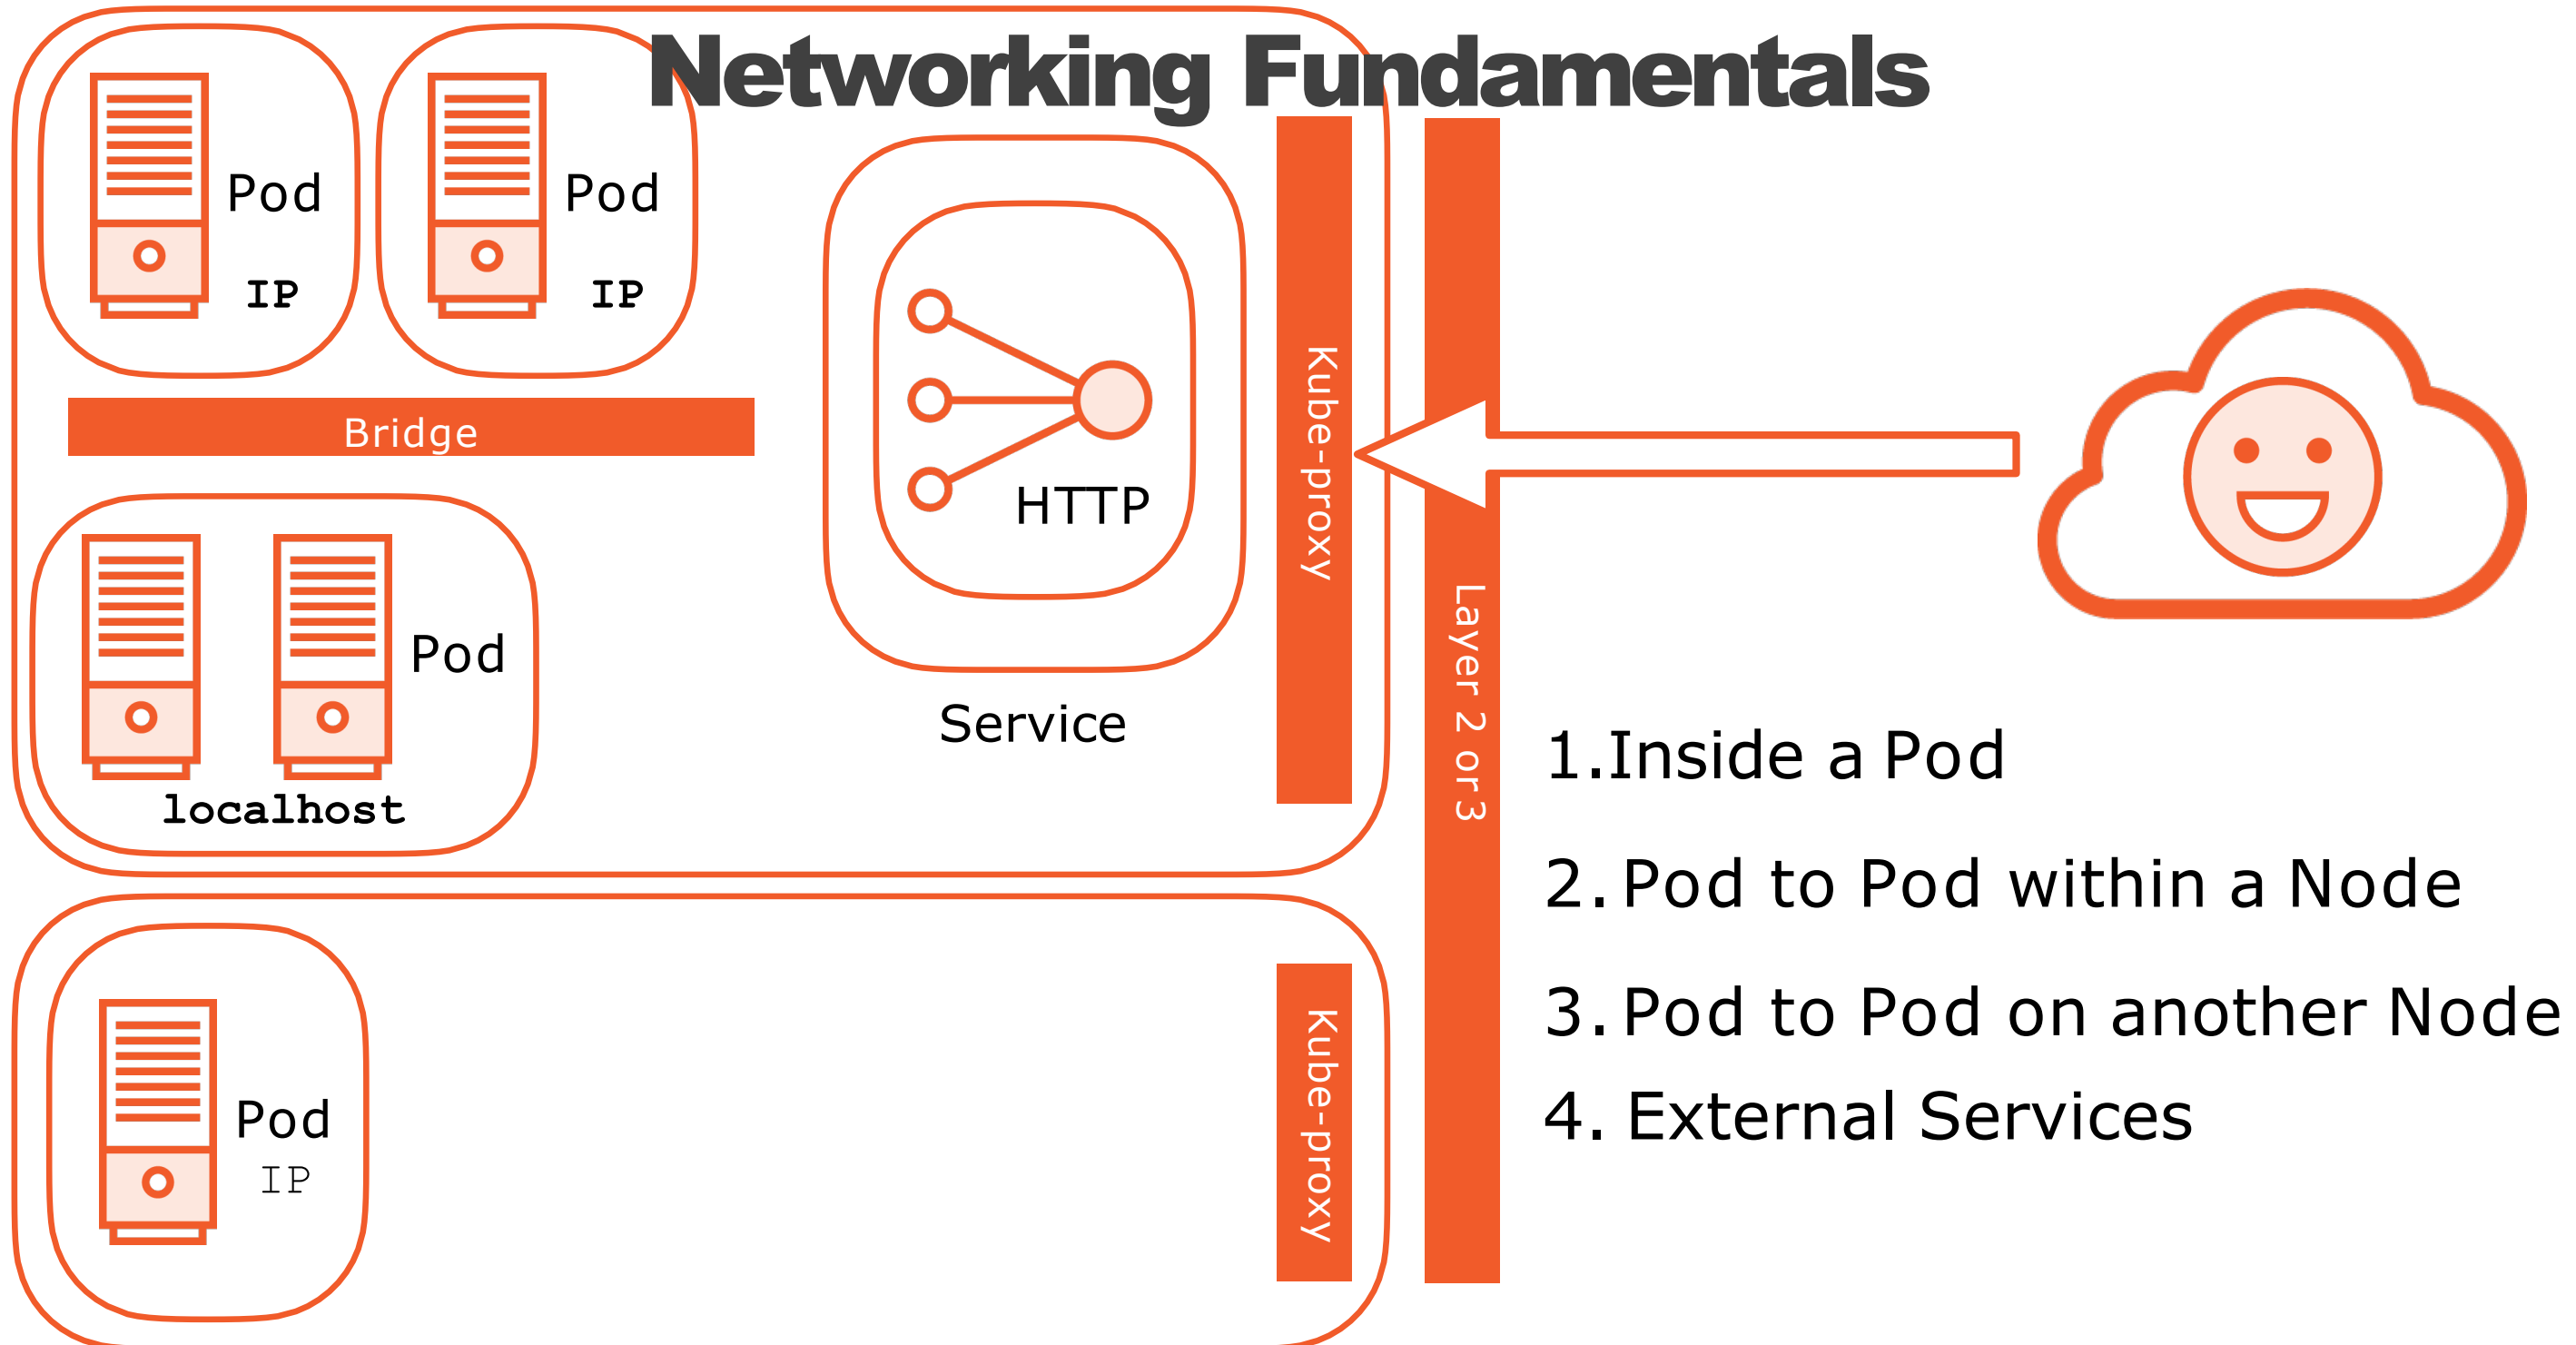 Networking Fundamentals
Pod
IP
Pod
IP
Bridge
HTTP
Service
Kube-proxy
Layer 2 or 3
Pod
localhost
Pod
IP
Kube-proxy
1.Inside a Pod
2. Pod to Pod within a Node
3. Pod to Pod on another Node
4. External Services